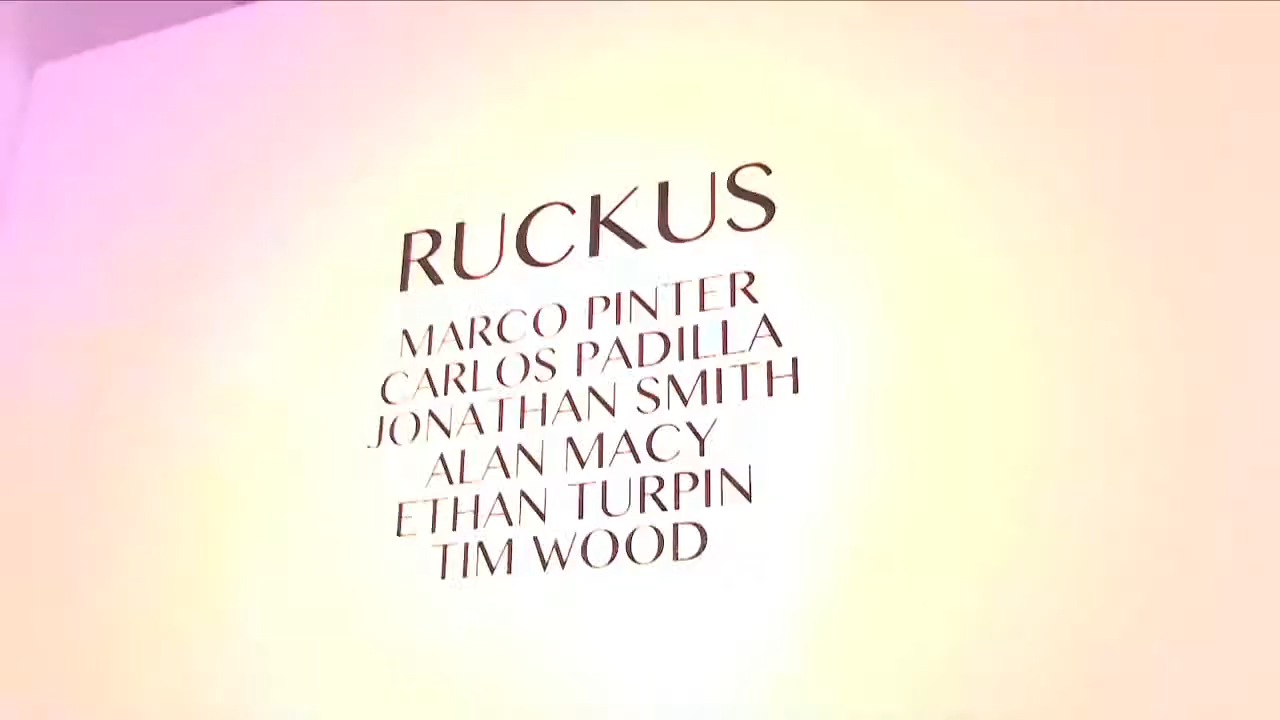 RUCKUS
MARCO PINTER
CARLOS PADILLA
JONATHAN SMITH
ALAN MACY
ETHAN TURPIN
TIM WOOD